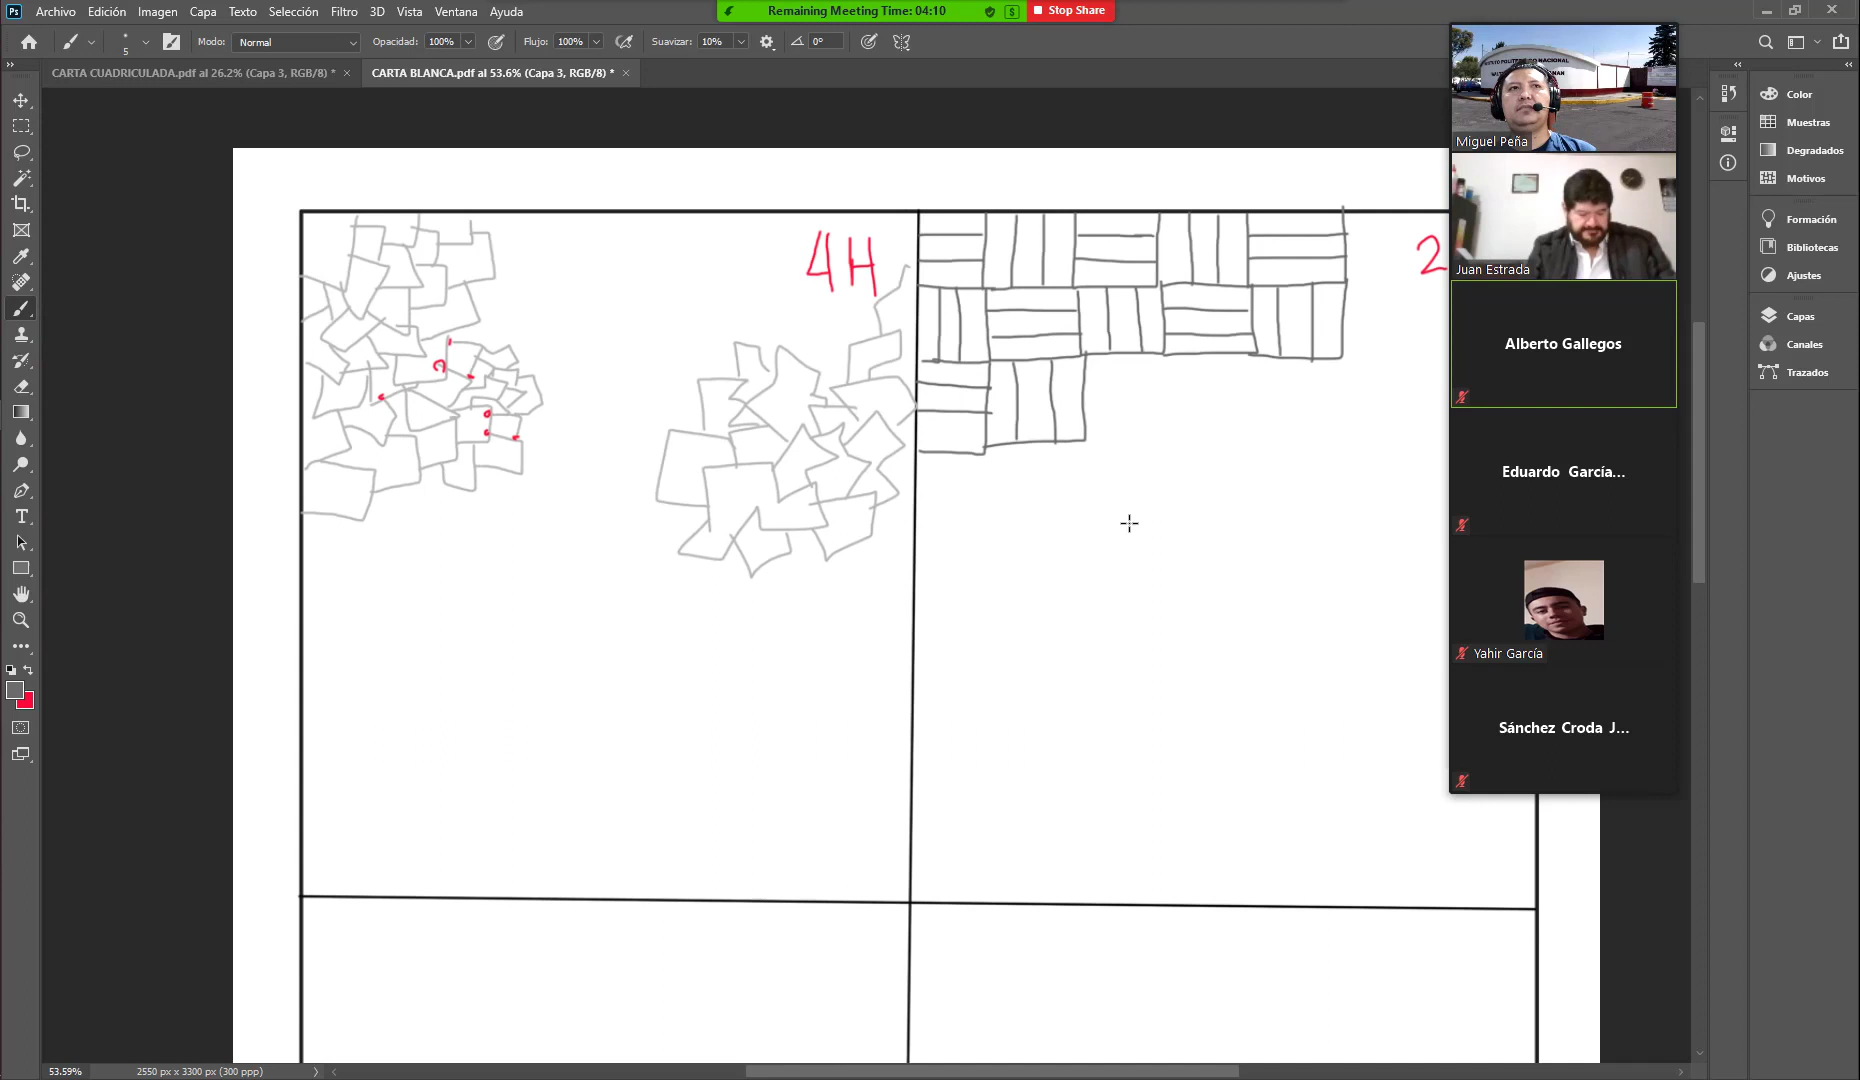 Ps Archivo Edición Imagen Capa Texto Selección Filtro 3D Vista Ventana Ayuda
Remaining Meeting Time: 04:10 Stop Share
5 Modo: Normal Opacidad: 100% Flujo: 100% Suavizar: 10% 0°
CARTA CUADRICULADA.pdf al 26.2% (Capa 3, RGB/8) * × CARTA BLANCA.pdf al 53.6% (Capa 3, RGB/8) * ×
4H
2
Miguel Peña
Juan Estrada
Alberto Gallegos
Eduardo García...
Yahir García
Sánchez Croda J...
Color
Muestras
Degradados
Motivos
Formación
Bibliotecas
Ajustes
Capas
Canales
Trazados
53.59% 2550 px x 3300 px (300 ppp)